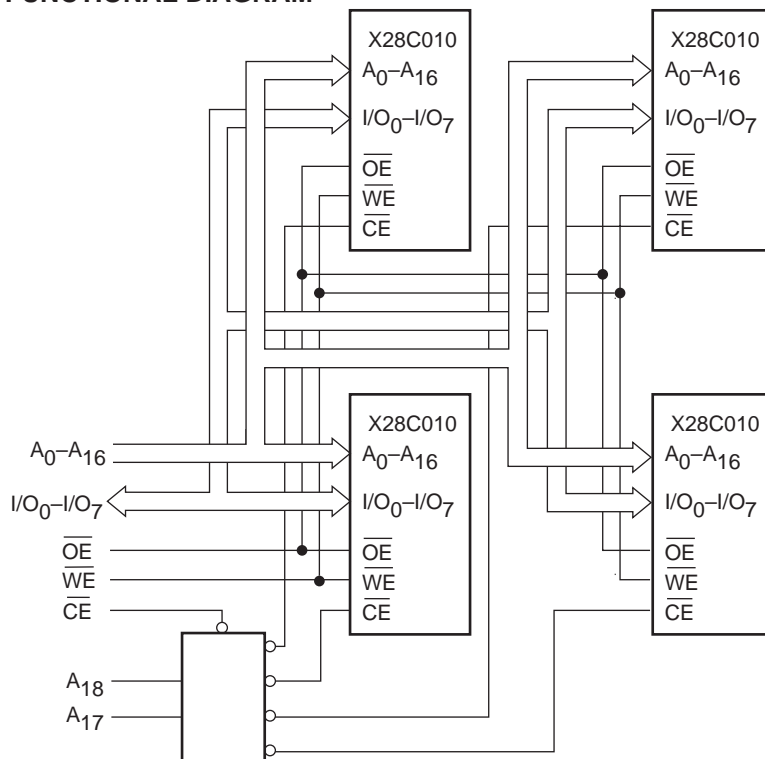 FUNCTIONAL DIAGRAM
X28C010
A0–A16
I/O0–I/O7
OE
WE
CE
X28C010
A0–A16
I/O0–I/O7
OE
WE
CE
X28C010
A0–A16
I/O0–I/O7
OE
WE
CE
X28C010
A0–A16
I/O0–I/O7
OE
WE
CE
A0–A16
I/O0–I/O7
OE
WE
CE
A18
A17